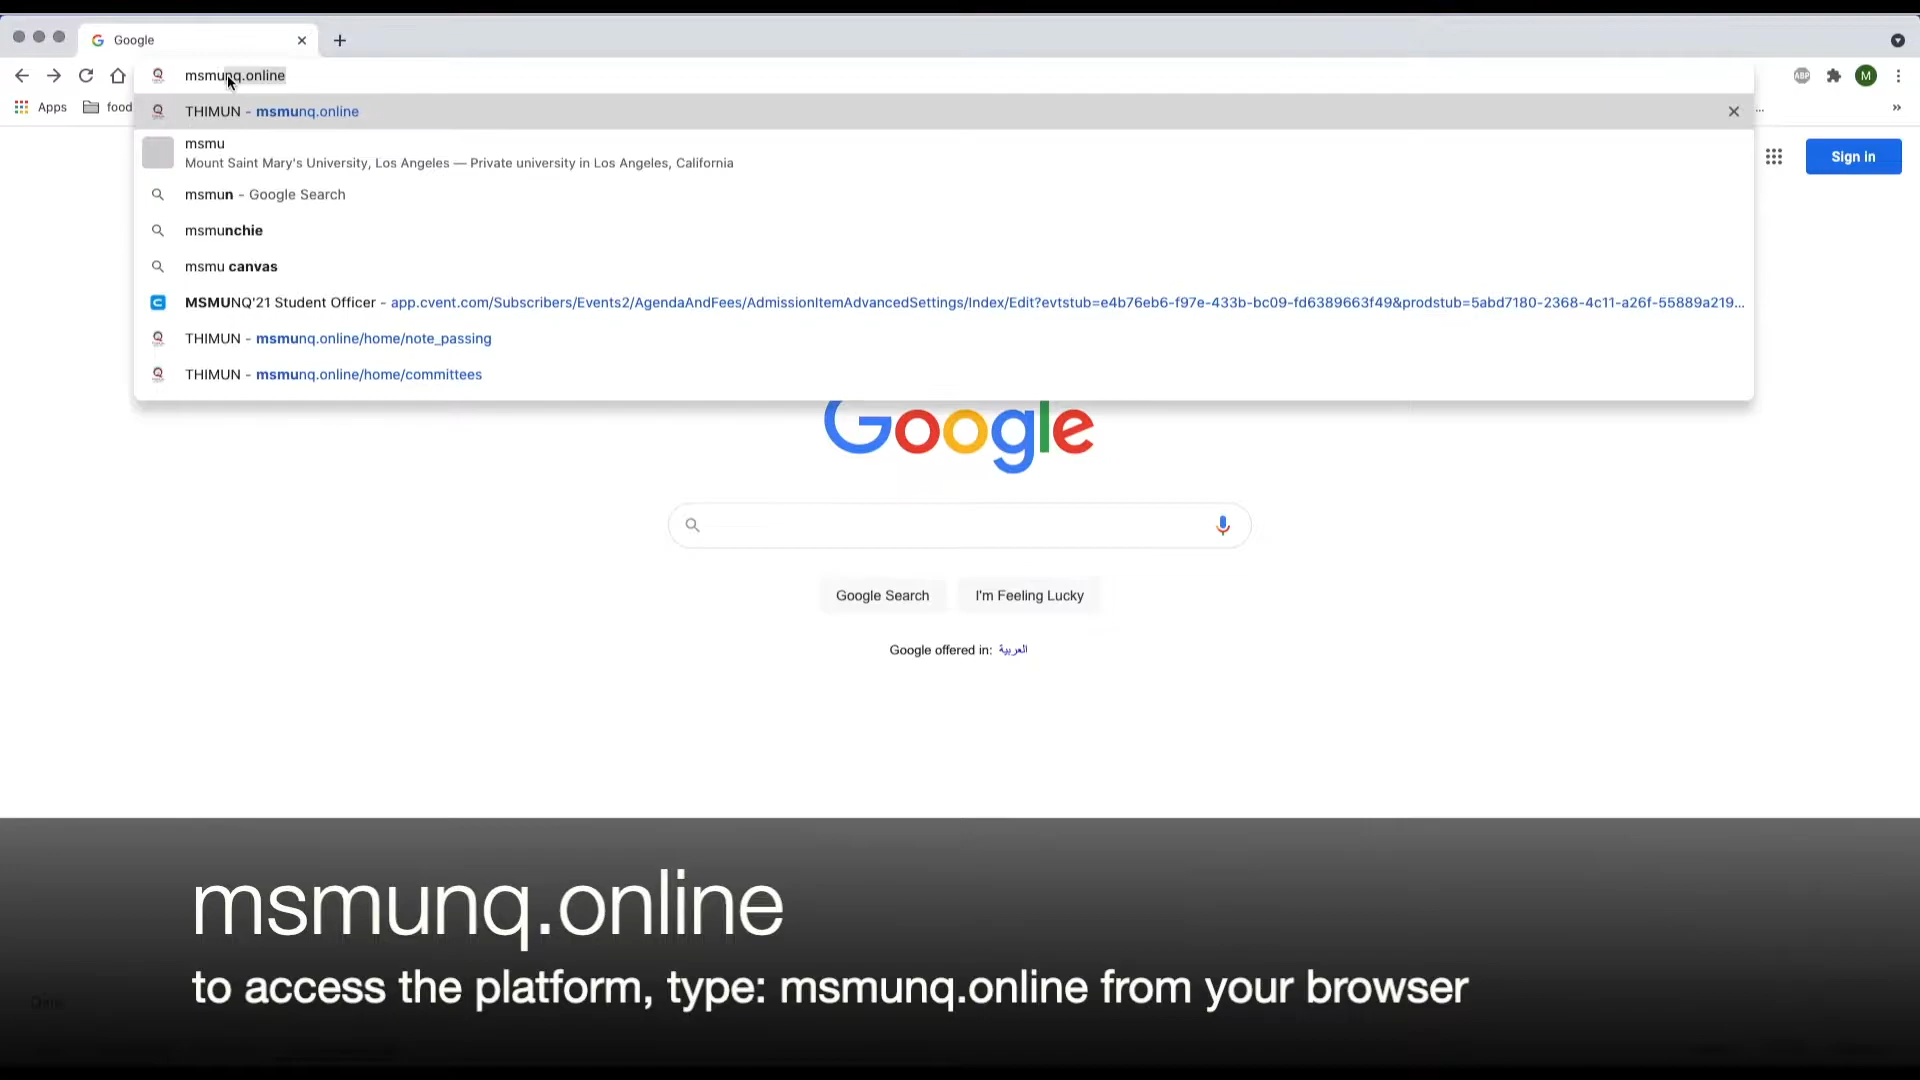 Google
msmunq.online
Apps
food
THIMUN - msmunq.online
msmu
Mount Saint Mary's University, Los Angeles — Private university in Los Angeles, California
msmun - Google Search
msmunchie
msmu canvas
MSMUNQ'21 Student Officer - app.cvent.com/Subscribers/Events2/AgendaAndFees/AdmissionItemAdvancedSettings/Index/Edit?evtstub=e4b76eb6-f97e-433b-bc09-fd6389663f49&prodstub=5abd7180-2368-4c11-a26f-55889a219...
THIMUN - msmunq.online/home/note_passing
THIMUN - msmunq.online/home/committees
ABP
M
Sign in
Google
Google Search
I'm Feeling Lucky
Google offered in: العربية
msmunq.online
to access the platform, type: msmunq.online from your browser